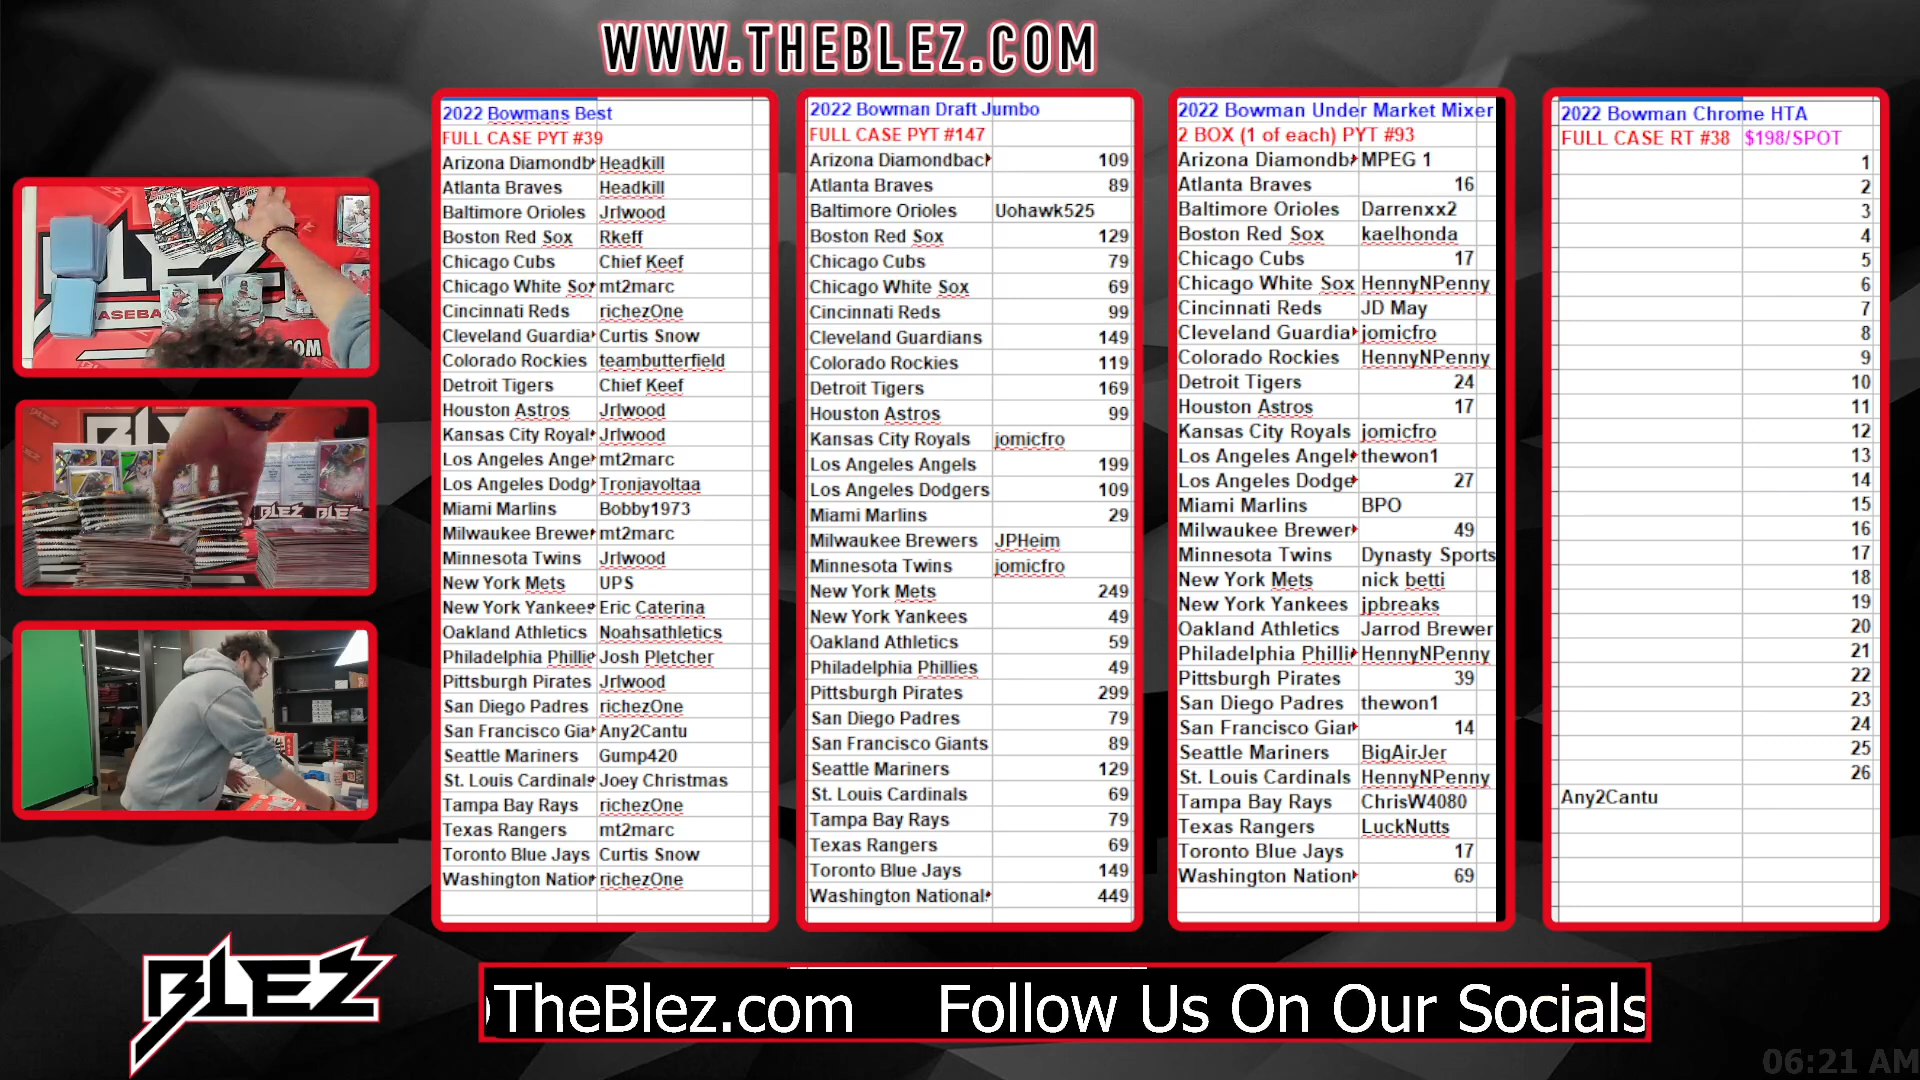 WWW.THEBLEZ.COM
2022 Bowmans Best
FULL CASE PYT #39
Arizona Diamondb Headkill
Atlanta Braves Headkill
Baltimore Orioles Jrlwood
Boston Red Sox Rkeff
Chicago Cubs Chief Keef
Chicago White Sox mt2marc
Cincinnati Reds richezOne
Cleveland Guardia Curtis Snow
Colorado Rockies teambutterfield
Detroit Tigers Chief Keef
Houston Astros Jrlwood
Kansas City Royal Jrlwood
Los Angeles Ange mt2marc
Los Angeles Dodg Tronjavoltaa
Miami Marlins Bobby1973
Milwaukee Brewe mt2marc
Minnesota Twins Jrlwood
New York Mets UPS
New York Yankees Eric Caterina
Oakland Athletics Noahsathletics
Philadelphia Phillie Josh Pletcher
Pittsburgh Pirates Jrlwood
San Diego Padres richezOne
San Francisco Gia Any2Cantu
Seattle Mariners Gump420
St. Louis Cardinals Joey Christmas
Tampa Bay Rays richezOne
Texas Rangers mt2marc
Toronto Blue Jays Curtis Snow
Washington Nation richezOne
2022 Bowman Draft Jumbo
FULL CASE PYT #147
Arizona Diamondback 109
Atlanta Braves 89
Baltimore Orioles Uohawk525
Boston Red Sox 129
Chicago Cubs 79
Chicago White Sox 69
Cincinnati Reds 99
Cleveland Guardians 149
Colorado Rockies 119
Detroit Tigers 169
Houston Astros 99
Kansas City Royals jomicfro
Los Angeles Angels 199
Los Angeles Dodgers 109
Miami Marlins 29
Milwaukee Brewers JPHeim
Minnesota Twins jomicfro
New York Mets 249
New York Yankees 49
Oakland Athletics 59
Philadelphia Phillies 49
Pittsburgh Pirates 299
San Diego Padres 79
San Francisco Giants 89
Seattle Mariners 129
St. Louis Cardinals 69
Tampa Bay Rays 79
Texas Rangers 69
Toronto Blue Jays 149
Washington National 449
2022 Bowman Under Market Mixer
2 BOX (1 of each) PYT #93
Arizona Diamondba MPEG 1
Atlanta Braves 16
Baltimore Orioles Darrenxx2
Boston Red Sox kaelhonda
Chicago Cubs 17
Chicago White Sox HennyNPenny
Cincinnati Reds JD May
Cleveland Guardia jomicfro
Colorado Rockies HennyNPenny
Detroit Tigers 24
Houston Astros 17
Kansas City Royals jomicfro
Los Angeles Angel thewon1
Los Angeles Dodge 27
Miami Marlins BPO
Milwaukee Brewer 49
Minnesota Twins Dynasty Sports
New York Mets nick betti
New York Yankees jpbreaks
Oakland Athletics Jarrod Brewer
Philadelphia Philli HennyNPenny
Pittsburgh Pirates 39
San Diego Padres thewon1
San Francisco Gian 14
Seattle Mariners BigAirJer
St. Louis Cardinals HennyNPenny
Tampa Bay Rays ChrisW4080
Texas Rangers LuckNutts
Toronto Blue Jays 17
Washington Nation 69
2022 Bowman Chrome HTA
FULL CASE RT #38 $198/SPOT
1
2
3
4
5
6
7
8
9
10
11
12
13
14
15
16
17
18
19
20
21
22
23
24
25
26
Any2Cantu
BLEZ
TheBlez.com Follow Us On Our Socials
06:21 AM